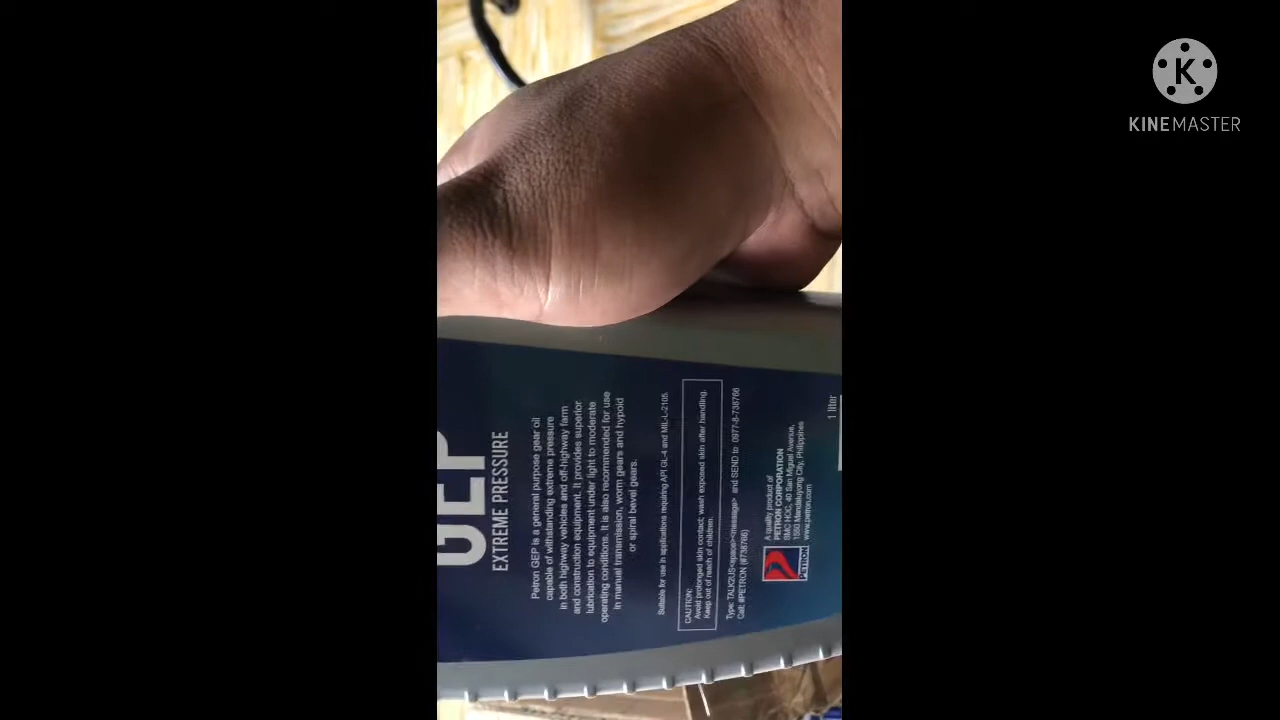 KINEMASTER
GEP
EXTREME PRESSURE
Petron GEP is a general purpose gear oil
capable of withstanding extreme pressure
in both highway vehicles and off-highway farm
and construction equipment. It provides superior
lubrication to equipment under light to moderate
operating conditions. It is also recommended for use
in manual transmission, worm gears and hypoid
or spiral bevel gears.
Suitable for use in applications requiring API GL-4 and MIL-L-2105.
CAUTION:
Avoid prolonged skin contact; wash exposed skin after handling.
Keep out of reach of children.
Type: TALK2US<space><message> and SEND to 0977-8-738766
Call: #PETRON (#738766)
A quality product of
PETRON CORPORATION
SMC HOC, 40 San Miguel Avenue,
1550 Mandaluyong City, Philippines
www.petron.com
PETRON
1 liter